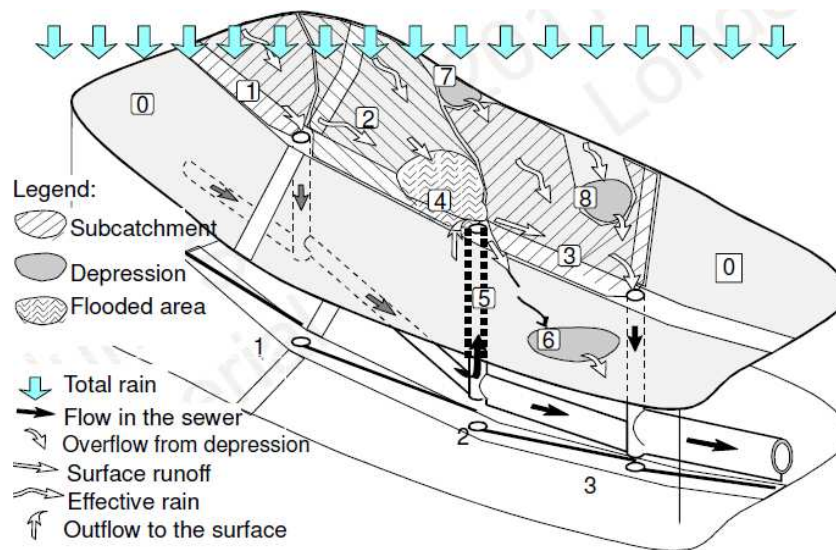 7
0
1
2
8
4
3
0
5
6
Legend:
Subcatchment
Depression
Flooded area
1
2
3
Total rain
Flow in the sewer
Overflow from depression
Surface runoff
Effective rain
Outflow to the surface